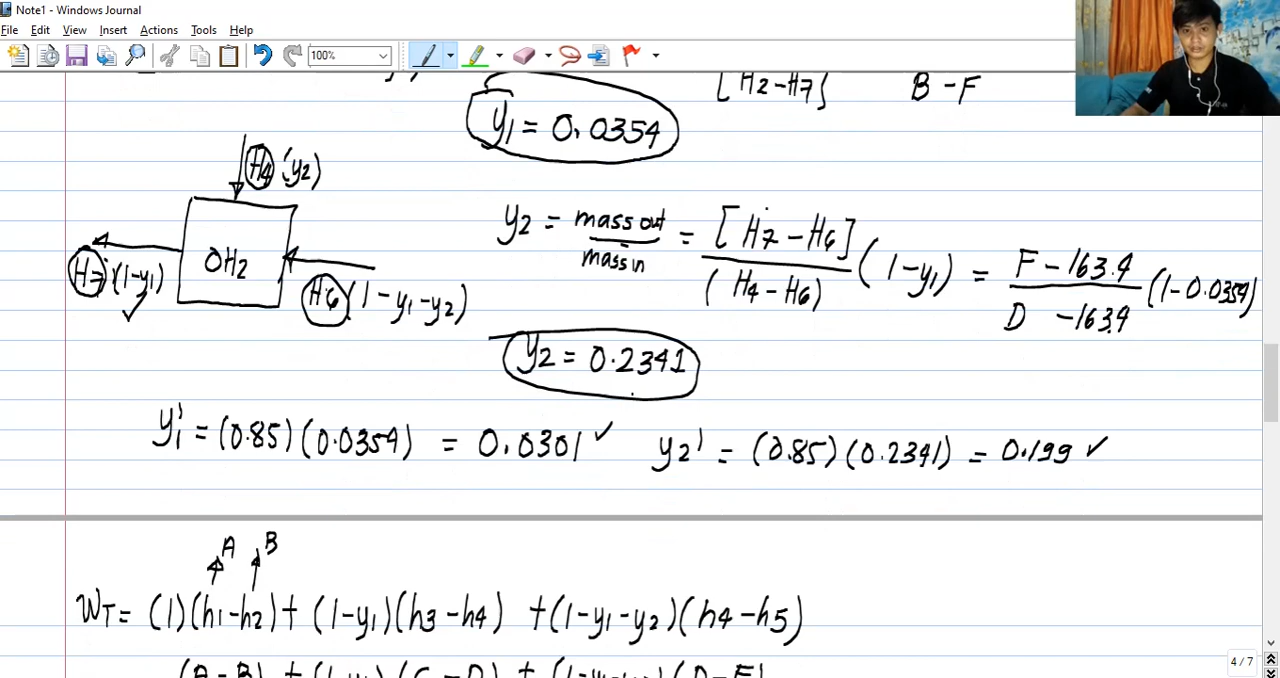 Note1 - Windows Journal
File Edit View Insert Actions Tools Help
100%
[H2-H7] B-F
y1 = 0.0354
H4 (y2)
OH2
H7 (1-y1)
H6 (1-y1-y2)
y2 = mass out / mass in = [H7-H6] / (H4-H6) (1-y1) = F-163.4 / D-163.4 (1-0.0354)
y2 = 0.2341
y1' = (0.85)(0.0354) = 0.0301 ✓ y2' = (0.85)(0.2341) = 0.199 ✓
A B
WT = (1)(h1-h2) + (1-y1)(h3-h4) + (1-y1-y2)(h4-h5)
4 / 7